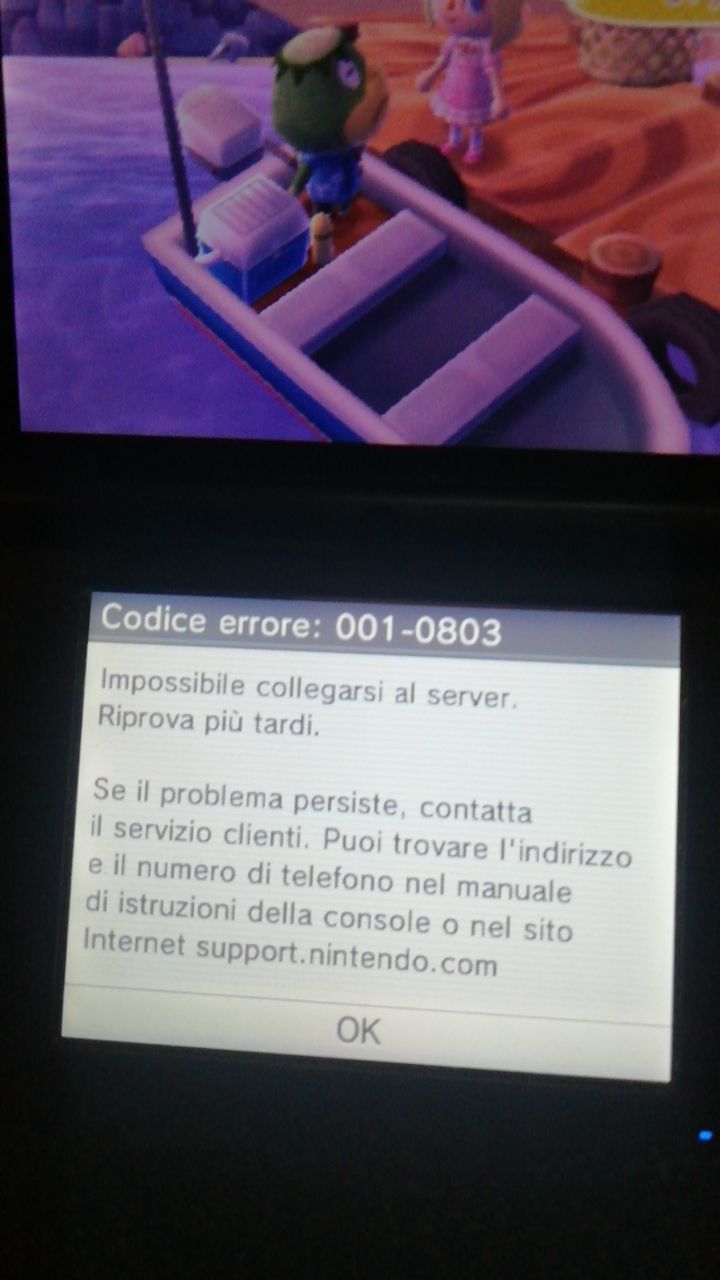 Codice errore: 001-0803
Impossibile collegarsi al server.
Riprova più tardi.
Se il problema persiste, contatta
il servizio clienti. Puoi trovare l'indirizzo
e il numero di telefono nel manuale
di istruzioni della console o nel sito
Internet support.nintendo.com
OK